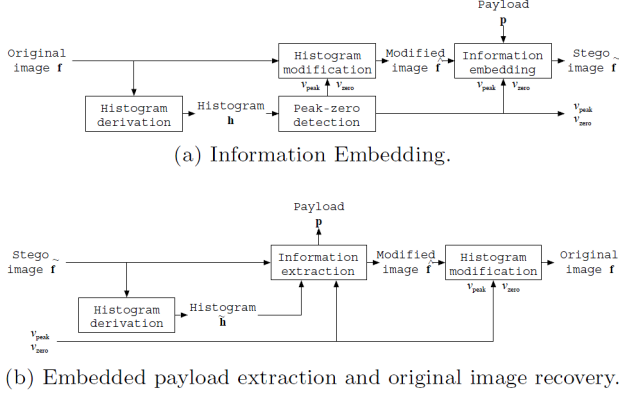 Payload
p
Original
image f
Histogram
modification
Modified
image f̂
Information
embedding
Stego
image f̃
v_peak v_zero
v_peak v_zero
Histogram
derivation
Histogram
h
Peak-zero
detection
v_peak
v_zero
(a) Information Embedding.
Payload
p
Stego
image f̃
Information
extraction
Modified
image f̂
Histogram
modification
Original
image f
v_peak v_zero
Histogram
derivation
Histogram
h̃
v_peak
v_zero
(b) Embedded payload extraction and original image recovery.